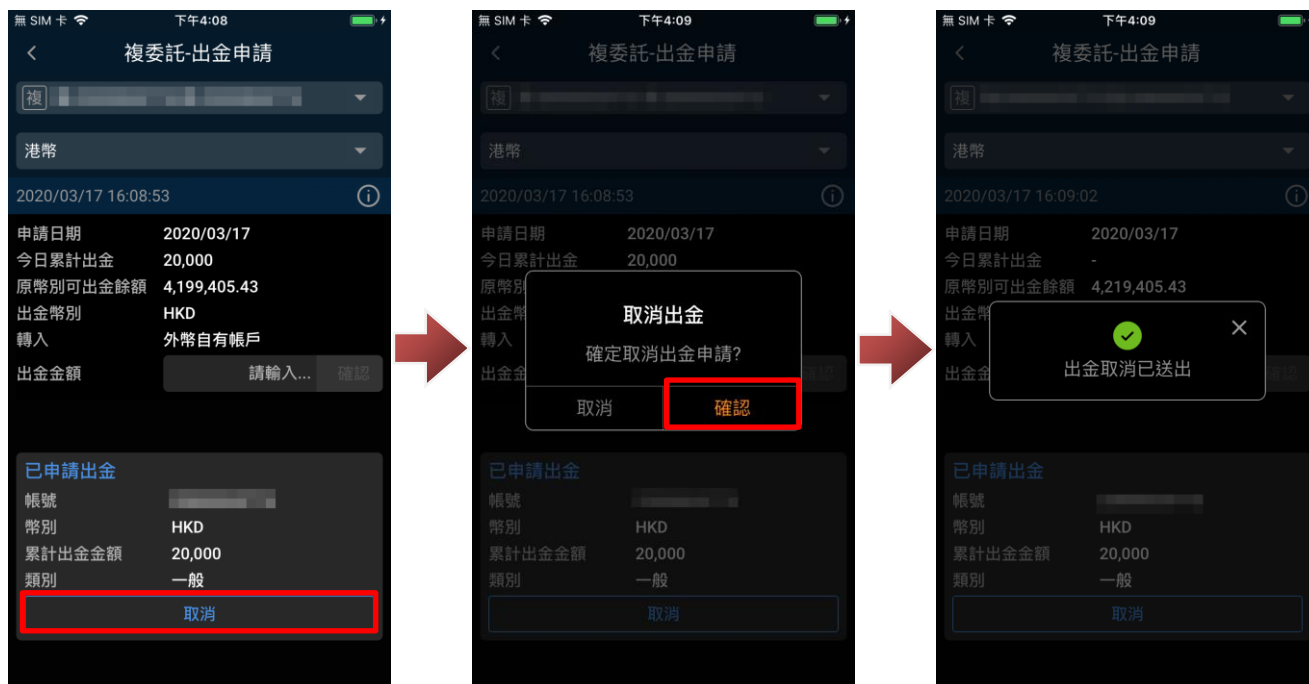 無 SIM 卡 下午4:08
複委託-出金申請
複
港幣
2020/03/17 16:08:53
申請日期 2020/03/17
今日累計出金 20,000
原幣別可出金餘額 4,199,405.43
出金幣別 HKD
轉入 外幣自有帳戶
出金金額 請輸入... 確認
已申請出金
帳號
幣別 HKD
累計出金金額 20,000
類別 一般
取消
無 SIM 卡 下午4:09
複委託-出金申請
複
港幣
2020/03/17 16:08:53
申請日期 2020/03/17
今日累計出金 20,000
原幣別
出金幣
轉入
出金金
取消出金
確定取消出金申請?
取消 確認
已申請出金
帳號
幣別 HKD
累計出金金額 20,000
類別 一般
取消
無 SIM 卡 下午4:09
複委託-出金申請
複
港幣
2020/03/17 16:09:02
申請日期 2020/03/17
今日累計出金 -
原幣別可出金餘額 4,219,405.43
出金幣
轉入
出金金
出金取消已送出
已申請出金
帳號
幣別 HKD
累計出金金額 20,000
類別 一般
取消